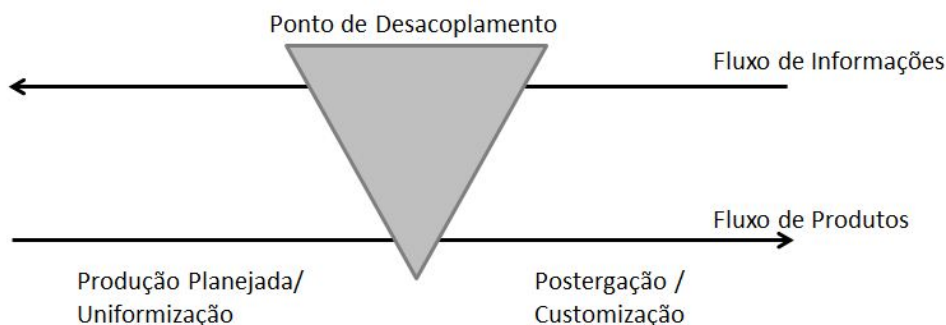 Ponto de Desacoplamento
Fluxo de Informações
Fluxo de Produtos
Produção Planejada/
Uniformização
Postergação /
Customização